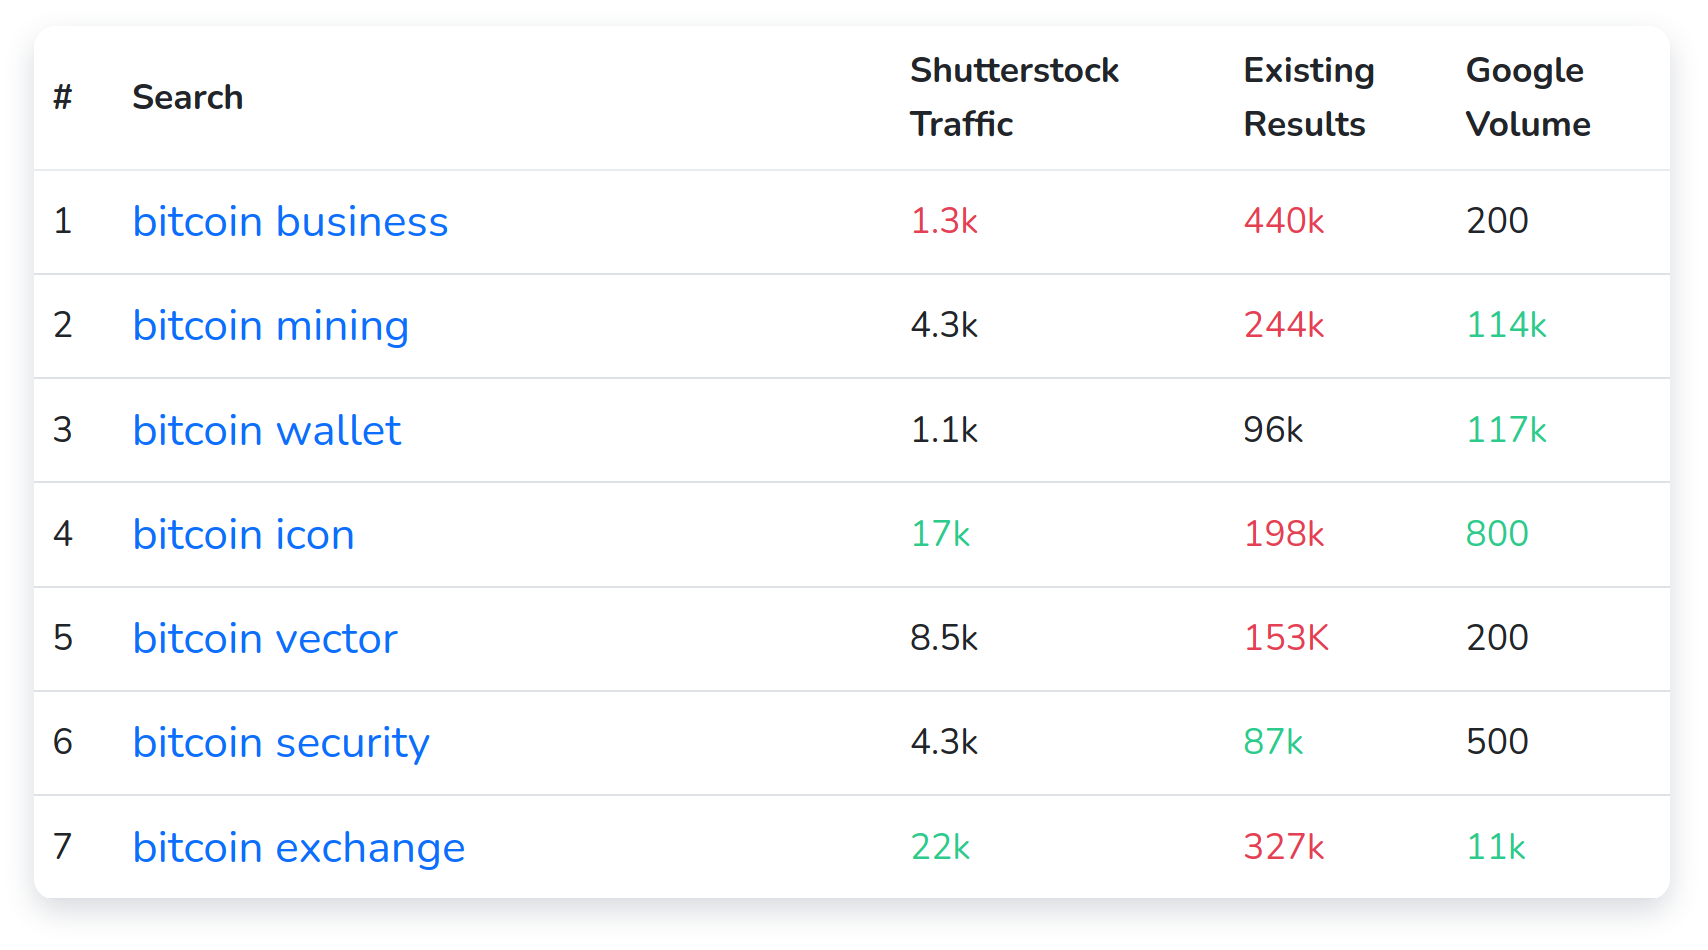 # Search Shutterstock Traffic Existing Results Google Volume
1 bitcoin business 1.3k 440k 200
2 bitcoin mining 4.3k 244k 114k
3 bitcoin wallet 1.1k 96k 117k
4 bitcoin icon 17k 198k 800
5 bitcoin vector 8.5k 153K 200
6 bitcoin security 4.3k 87k 500
7 bitcoin exchange 22k 327k 11k